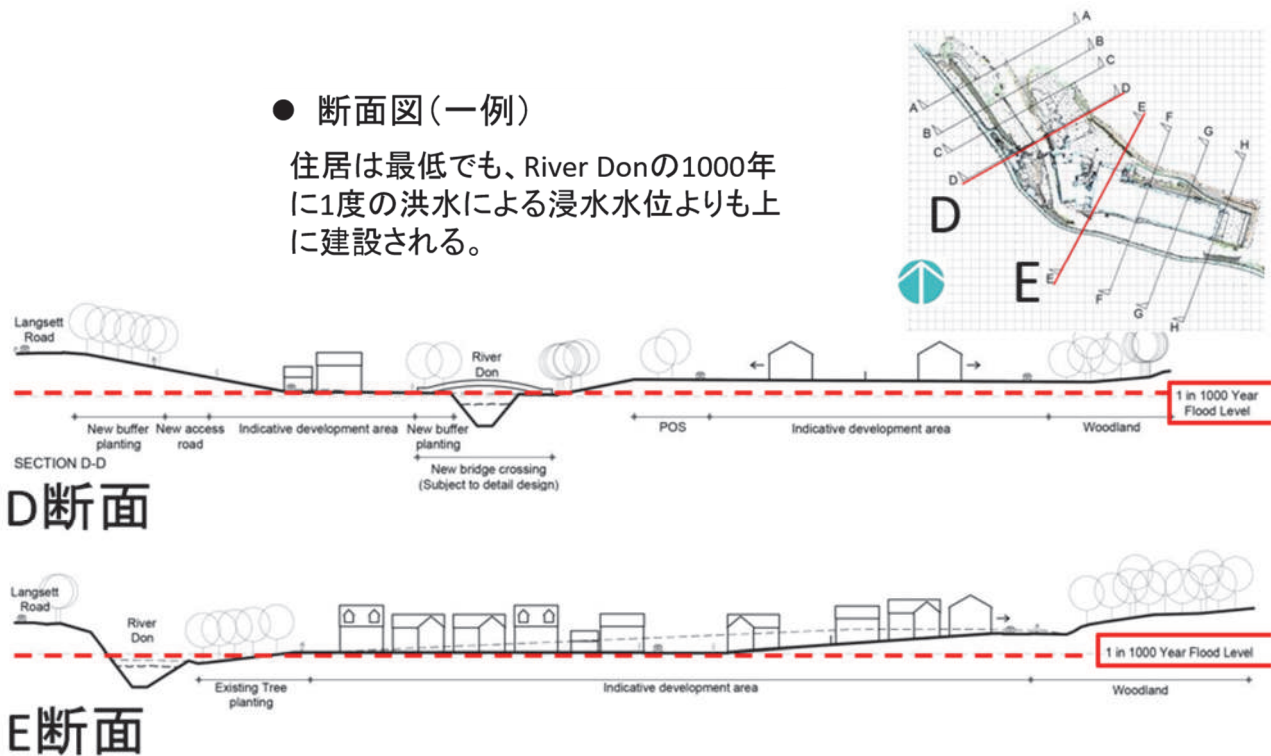 ● 断面図(一例)
住居は最低でも、River Donの1000年
に1度の洪水による浸水水位よりも上
に建設される。
A
B
C
D
E
F
G
H
A
B
C
D
E
F
G
H
D
E
Langsett
Road
River
Don
1 in 1000 Year
Flood Level
New buffer
planting
New access
road
Indicative development area
New buffer
planting
POS
Indicative development area
Woodland
SECTION D-D
New bridge crossing
(Subject to detail design)
D断面
Langsett
Road
River
Don
1 in 1000 Year Flood Level
Existing Tree
planting
Indicative development area
Woodland
E断面